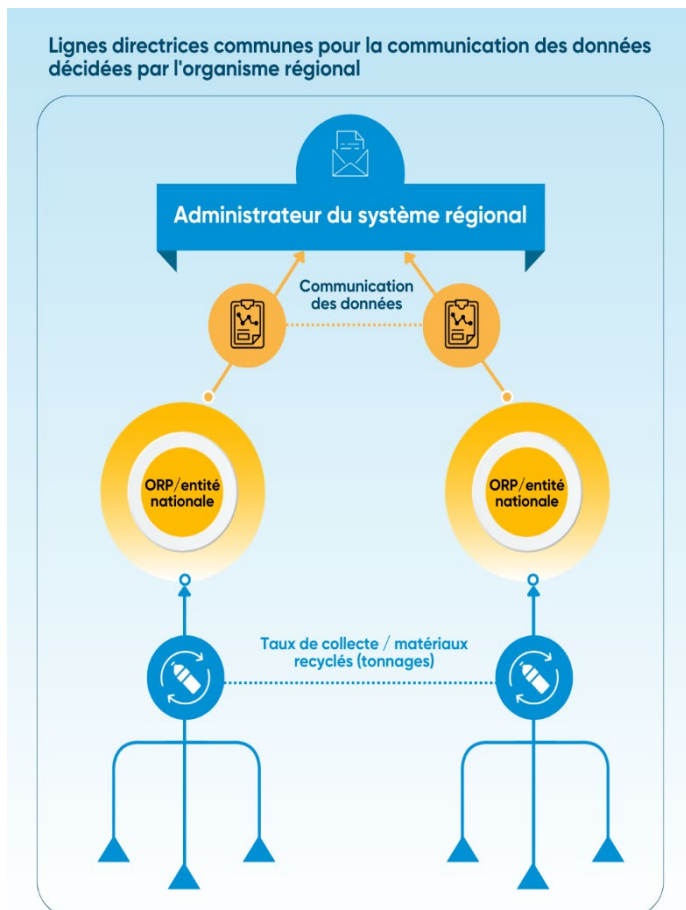 Lignes directrices communes pour la communication des données
décidées par l'organisme régional
Administrateur du système régional
Communication
des données
ORP/entité
nationale
ORP/entité
nationale
Taux de collecte / matériaux
recyclés (tonnages)